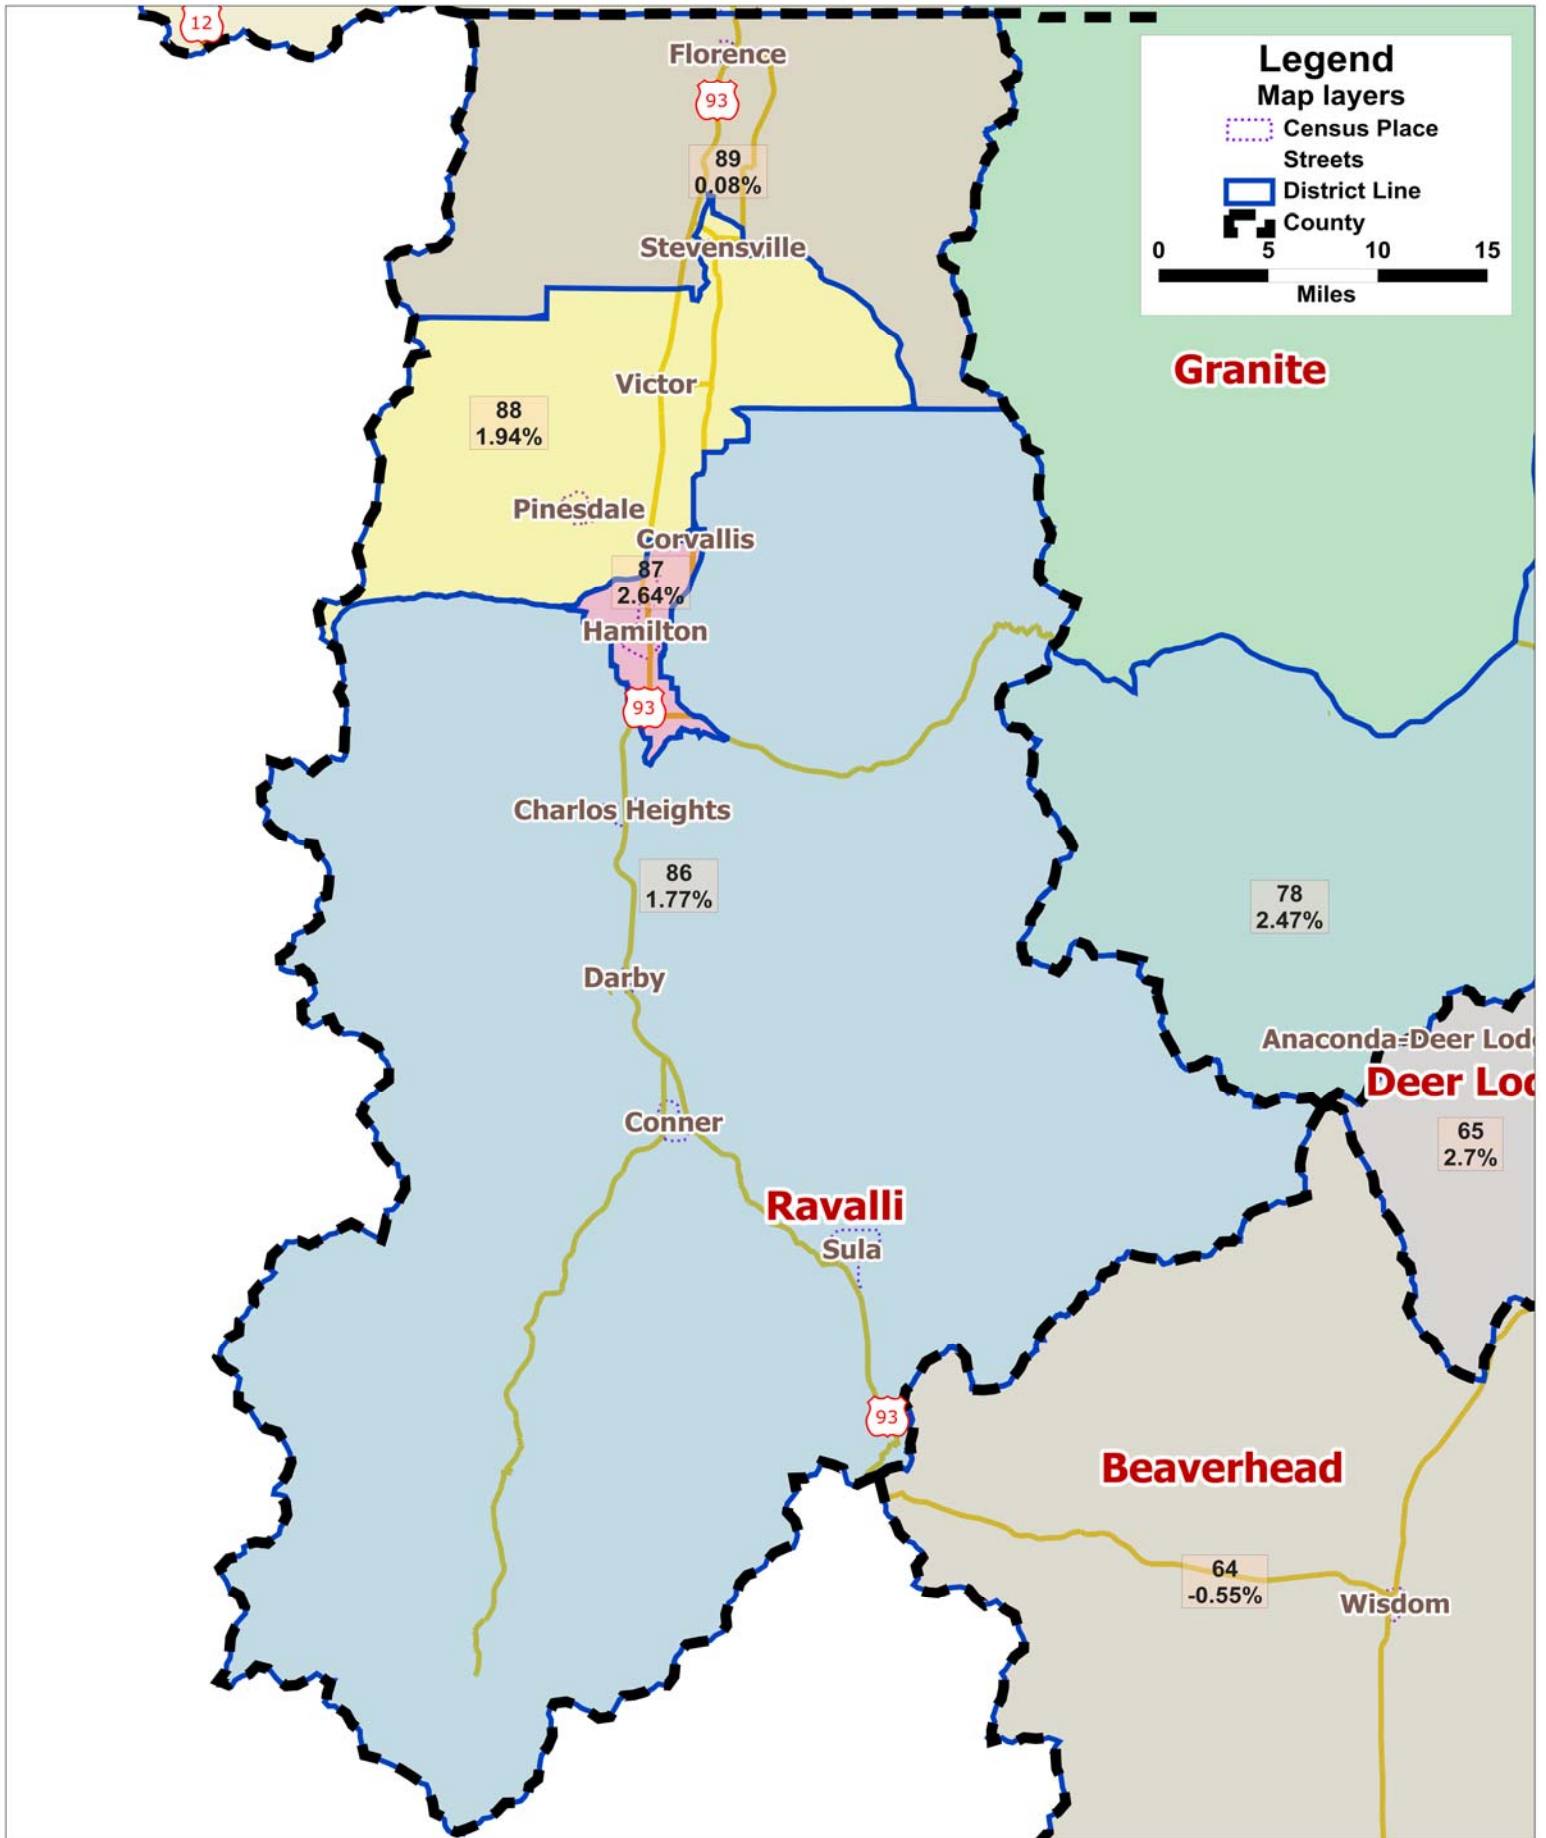 12
Legend
Map layers
Census Place
Streets
District Line
County
0 5 10 15
Miles
Florence
93
89
0.08%
Stevensville
Granite
Victor
88
1.94%
Pinesdale
Corvallis
87
2.64%
Hamilton
93
Charlos Heights
86
1.77%
78
2.47%
Darby
Anaconda-Deer Lod
Deer Loc
Conner
65
2.7%
Ravalli
Sula
93
Beaverhead
64
-0.55%
Wisdom